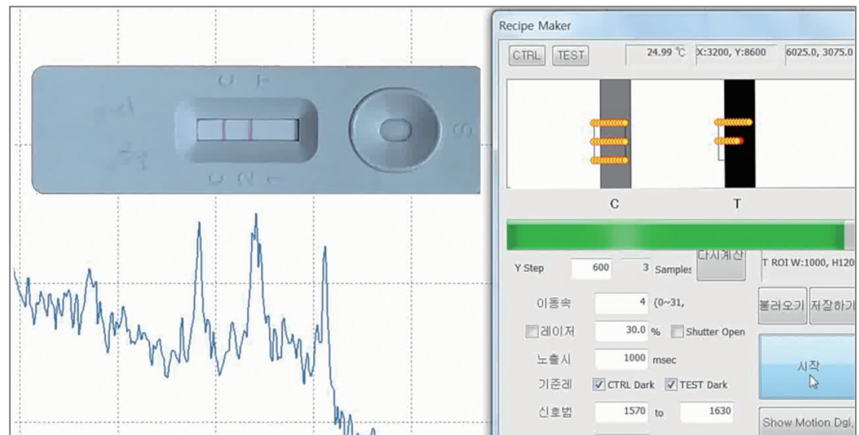 Recipe Maker
CTRL TEST 24.99 ℃ X:3200, Y:8600 6025.0, 3075.0
C T
C T
Y Step 600 3 Samples 다시계산 T ROI W:1000, H120
이동속 4 (0~31,
불러오기 저장하기
레이저 30.0 % Shutter Open
노출시 1000 msec
시작
기준레 CTRL Dark TEST Dark
신호범 1570 to 1630
Show Motion Dgl.